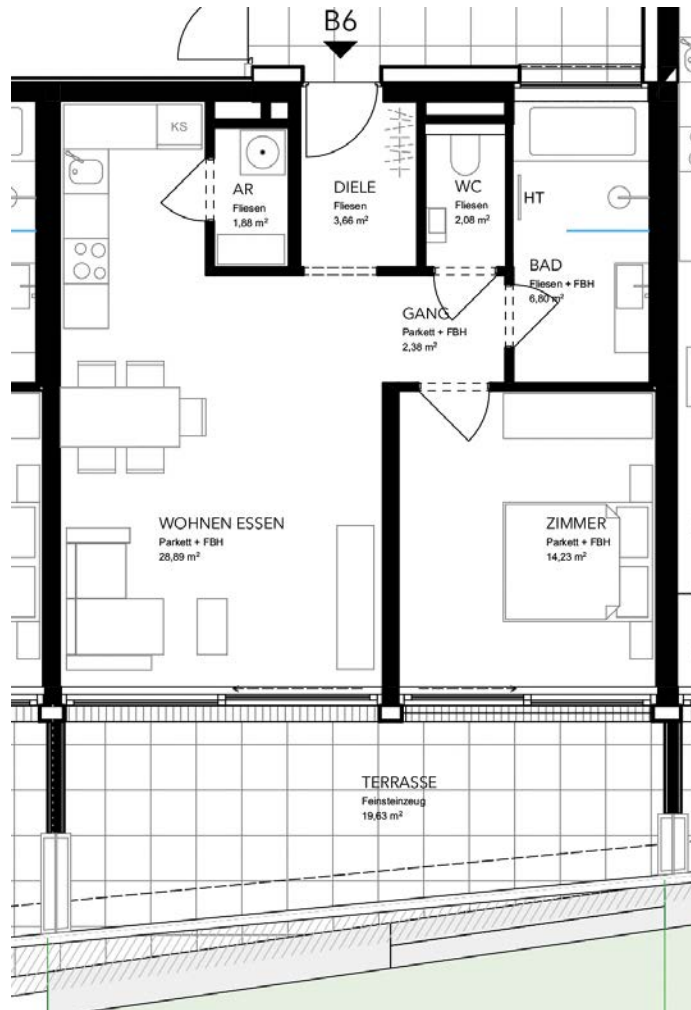 B6
KS
AR
Fliesen
1,88 m²
DIELE
Fliesen
3,66 m²
WC
Fliesen
2,08 m²
HT
BAD
Fliesen + FBH
6,80 m²
GANG
Parkett + FBH
2,38 m²
WOHNEN ESSEN
Parkett + FBH
28,89 m²
ZIMMER
Parkett + FBH
14,23 m²
TERRASSE
Feinsteinzeug
19,63 m²